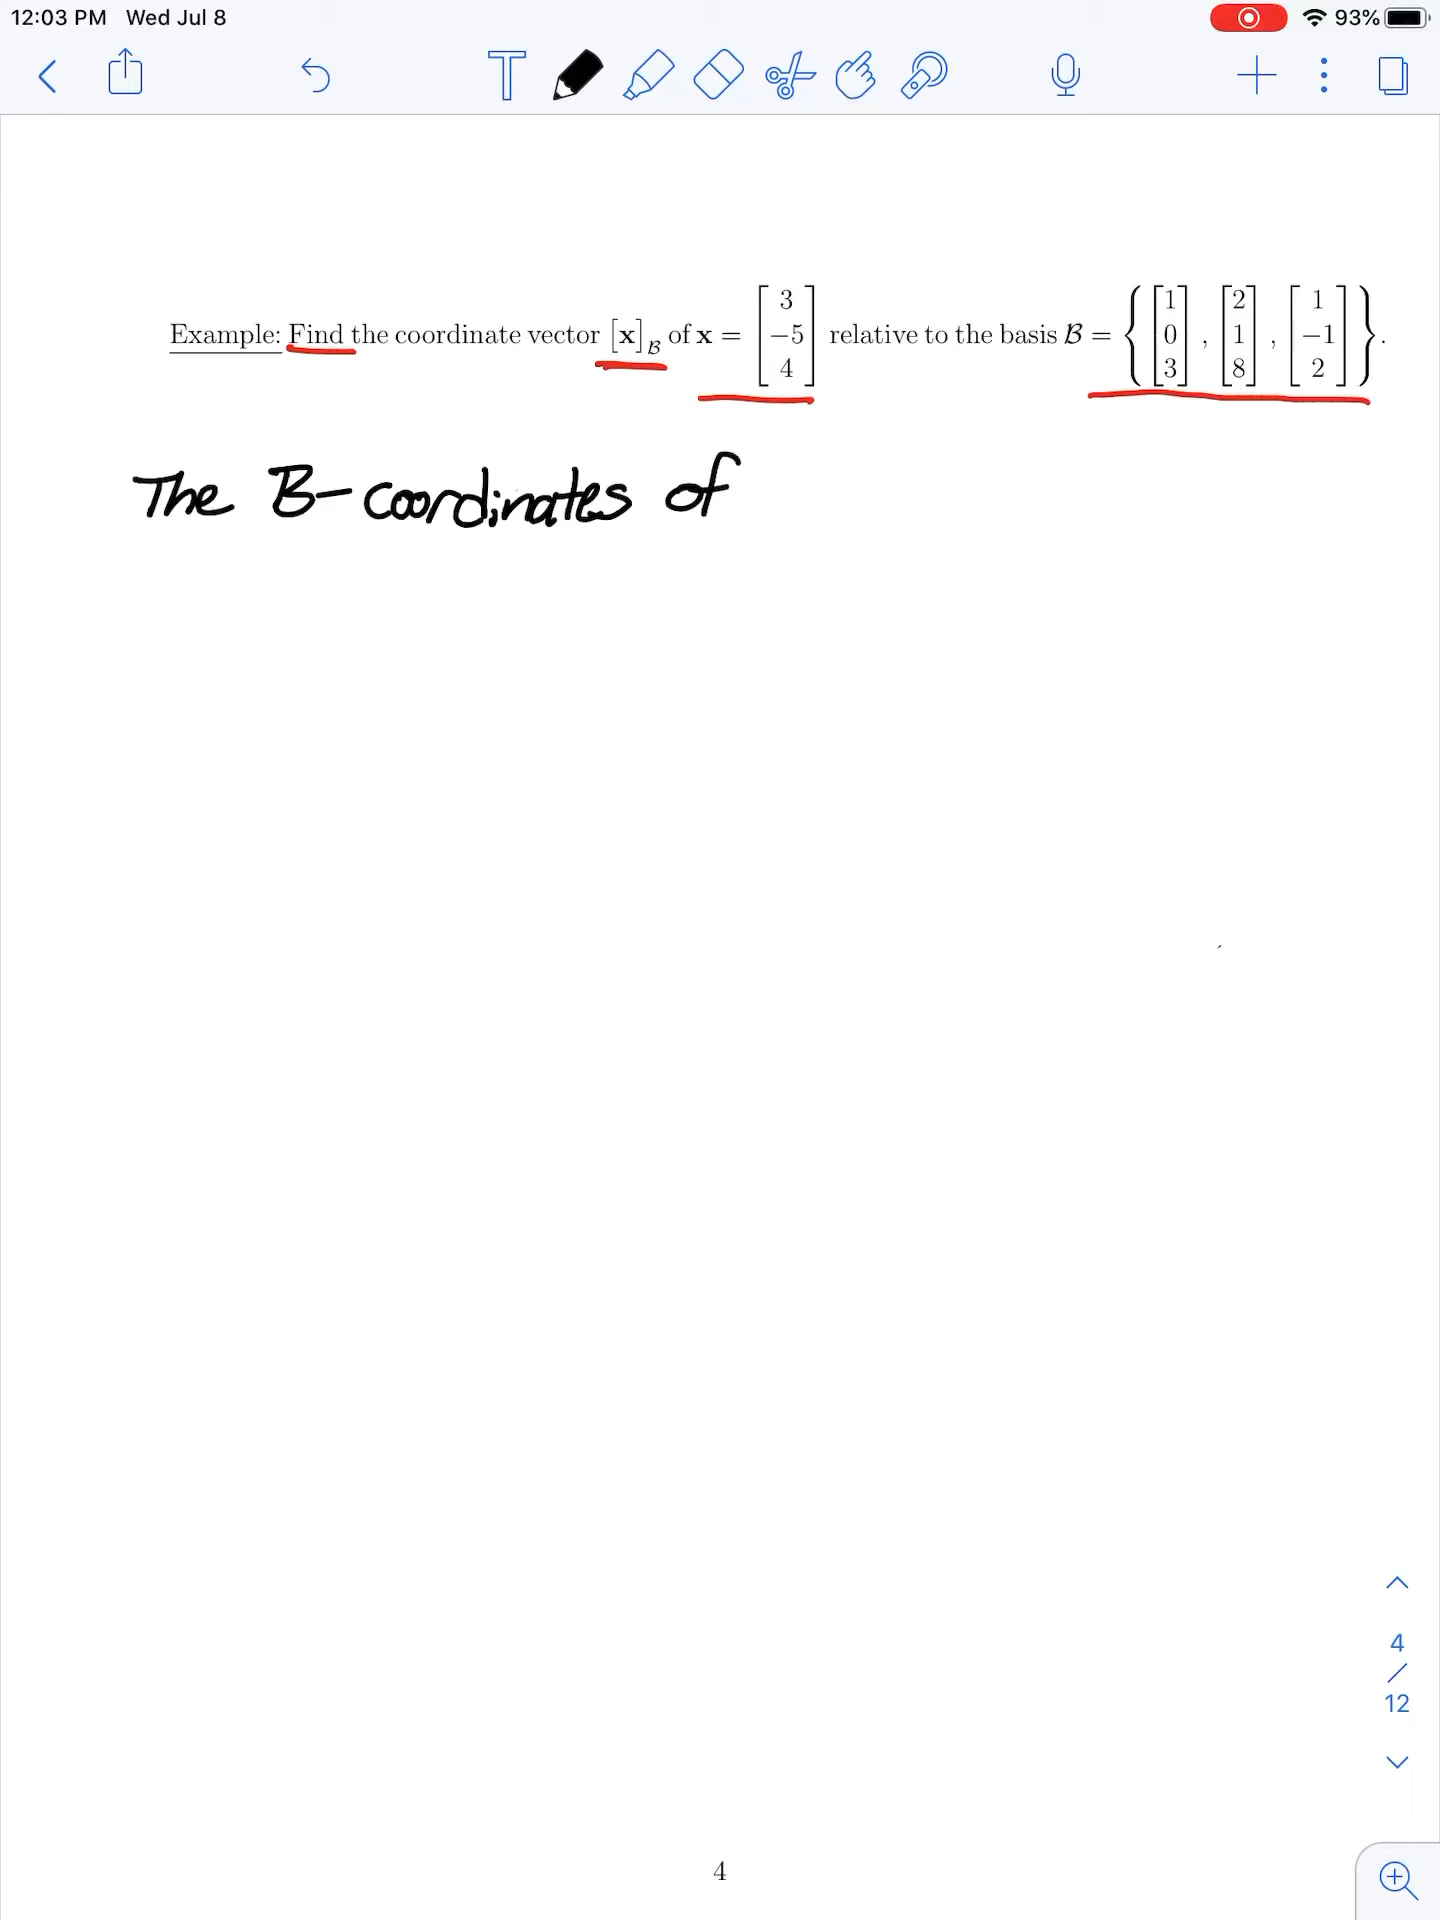 12:03 PM Wed Jul 8 93%
Example: Find the coordinate vector [x]_ℬ of x = [3 −5 4] relative to the basis ℬ = {[1 0 3], [2 1 8], [1 −1 2]}.
The B-coordinates of
4
/
12
4